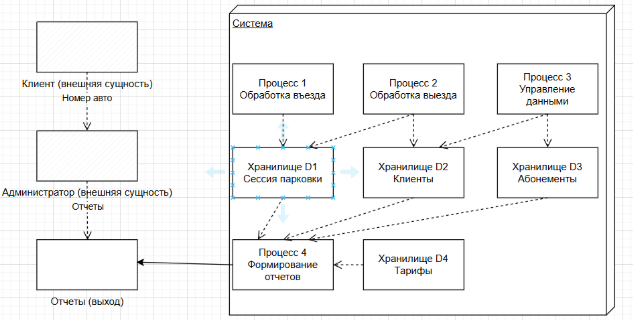 Система
Процесс 1
Обработка въезда
Процесс 2
Обработка выезда
Процесс 3
Управление
данными
Клиент (внешняя сущность)
Номер авто
Хранилище D1
Сессия парковки
Хранилище D2
Клиенты
Хранилище D3
Абонементы
Администратор (внешняя сущность)
Отчеты
Процесс 4
Формирование
отчетов
Хранилище D4
Тарифы
Отчеты (выход)